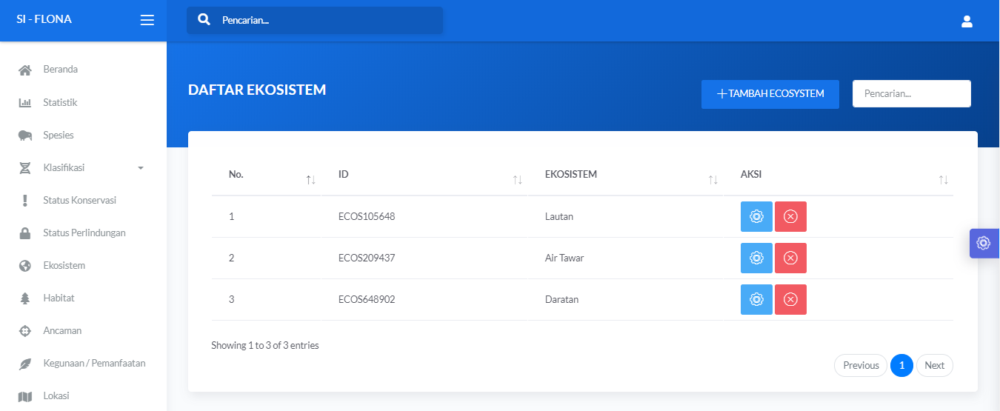 SI - FLONA
Pencarian...
Beranda
Statistik
Spesies
Klasifikasi
Status Konservasi
Status Perlindungan
Ekosistem
Habitat
Ancaman
Kegunaan / Pemanfaatan
Lokasi
DAFTAR EKOSISTEM
TAMBAH ECOSYSTEM
Pencarian...
No. ID EKOSISTEM AKSI
1 ECOS105648 Lautan
2 ECOS209437 Air Tawar
3 ECOS648902 Daratan
Showing 1 to 3 of 3 entries
Previous 1 Next